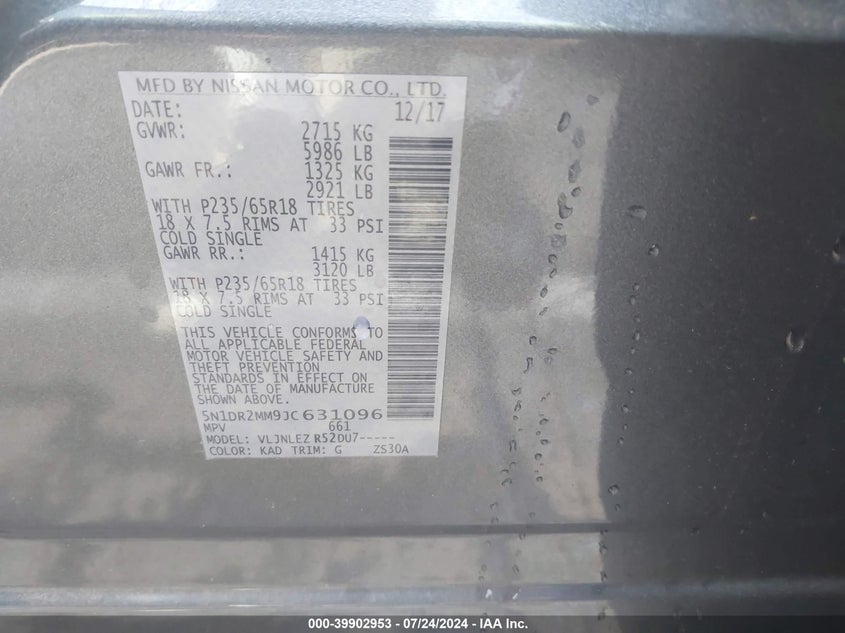 MFD BY NISSAN MOTOR CO., LTD.
DATE: 12/17
GVWR: 2715 KG
5986 LB
GAWR FR.: 1325 KG
2921 LB
WITH P235/65R18 TIRES
18 X 7.5 RIMS AT 33 PSI
COLD SINGLE
GAWR RR.: 1415 KG
3120 LB
WITH P235/65R18 TIRES
18 X 7.5 RIMS AT 33 PSI
COLD SINGLE
THIS VEHICLE CONFORMS TO
ALL APPLICABLE FEDERAL
MOTOR VEHICLE SAFETY AND
THEFT PREVENTION
STANDARDS IN EFFECT ON
THE DATE OF MANUFACTURE
SHOWN ABOVE.
5N1DR2MM9JC631096
MPV 661
MODEL: VLJNLEZ R52DU7-----
COLOR: KAD TRIM: G ZS30A
000-39902953 - 07/24/2024 - IAA Inc.